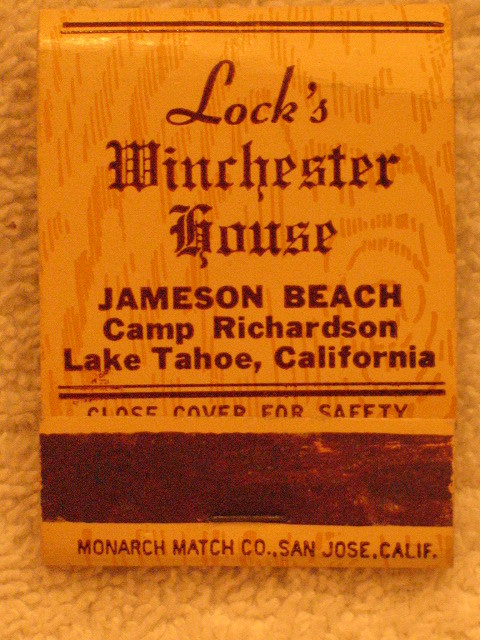 Lock's
Winchester
House
JAMESON BEACH
Camp Richardson
Lake Tahoe, California
CLOSE COVER FOR SAFETY
MONARCH MATCH CO., SAN JOSE, CALIF.